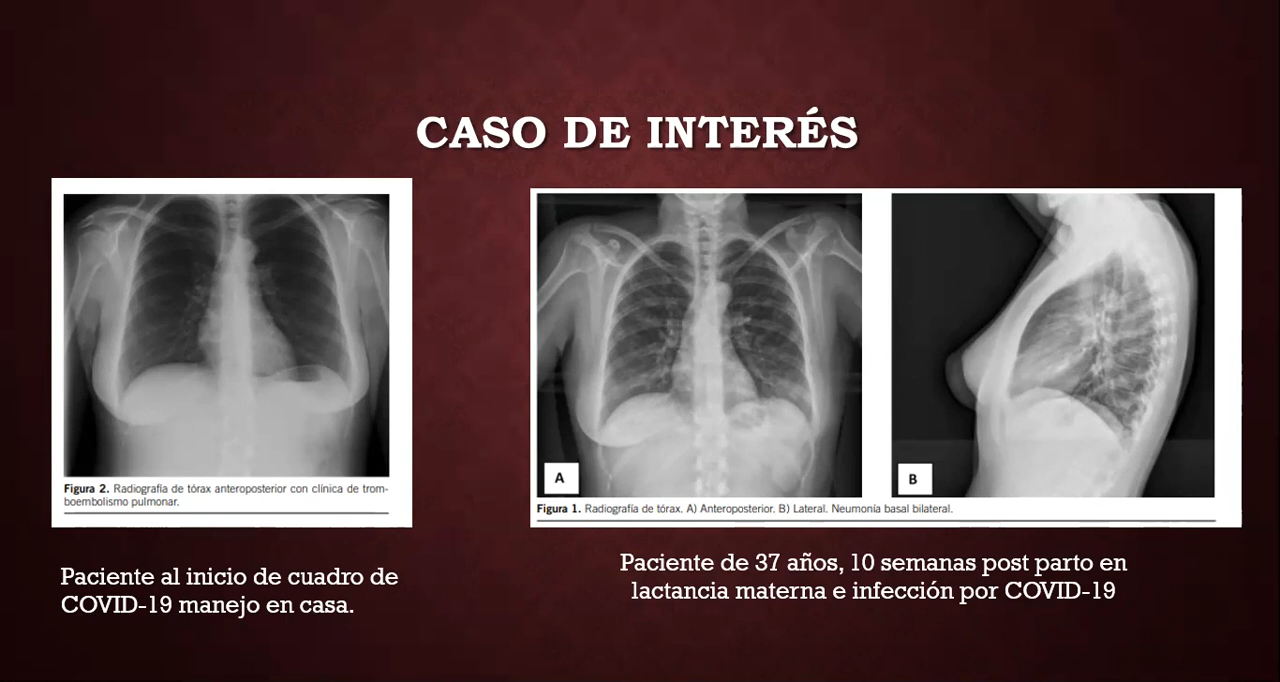 CASO DE INTERÉS
Figura 2. Radiografía de tórax anteroposterior con clínica de trom-
boembolismo pulmonar.
Paciente al inicio de cuadro de
COVID-19 manejo en casa.
A
B
Figura 1. Radiografía de tórax. A) Anteroposterior. B) Lateral. Neumonía basal bilateral.
Paciente de 37 años, 10 semanas post parto en
lactancia materna e infección por COVID-19